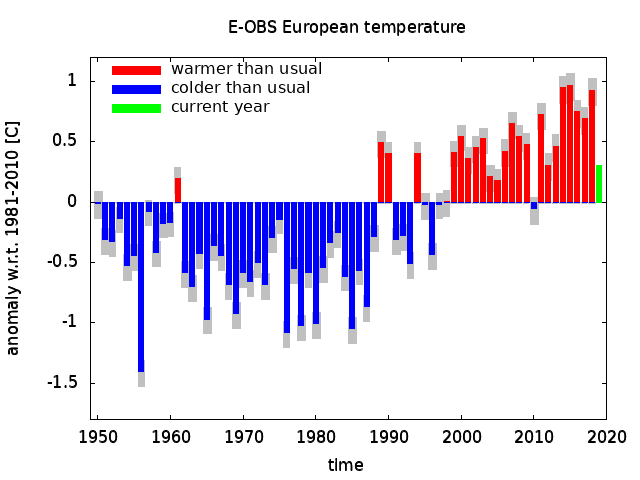 E-OBS European temperature
warmer than usual
colder than usual
current year
anomaly w.r.t. 1981-2010 [C]
1
0.5
0
-0.5
-1
-1.5
1950 1960 1970 1980 1990 2000 2010 2020
time